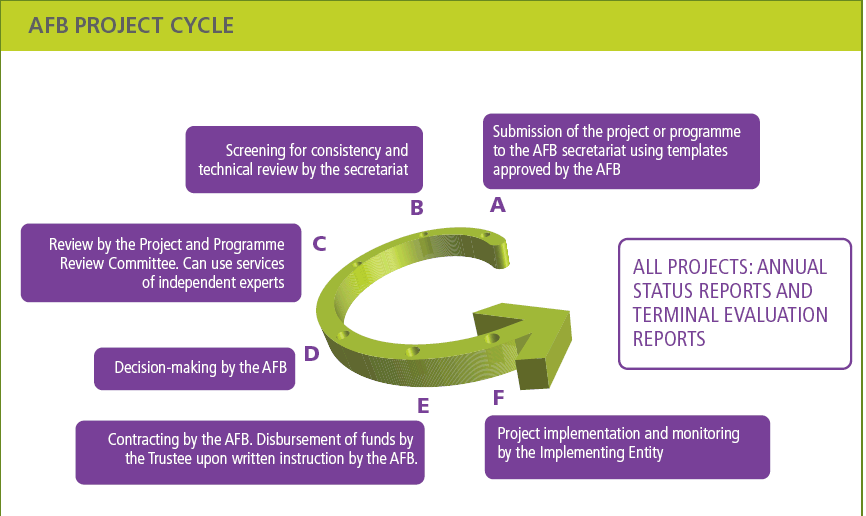 AFB PROJECT CYCLE
Submission of the project or programme
to the AFB secretariat using templates
approved by the AFB
A
Screening for consistency and
technical review by the secretariat
B
Review by the Project and Programme
Review Committee. Can use services
of independent experts
C
Decision-making by the AFB
D
Contracting by the AFB. Disbursement of funds by
the Trustee upon written instruction by the AFB.
E
Project implementation and monitoring
by the Implementing Entity
F
ALL PROJECTS: ANNUAL
STATUS REPORTS AND
TERMINAL EVALUATION
REPORTS